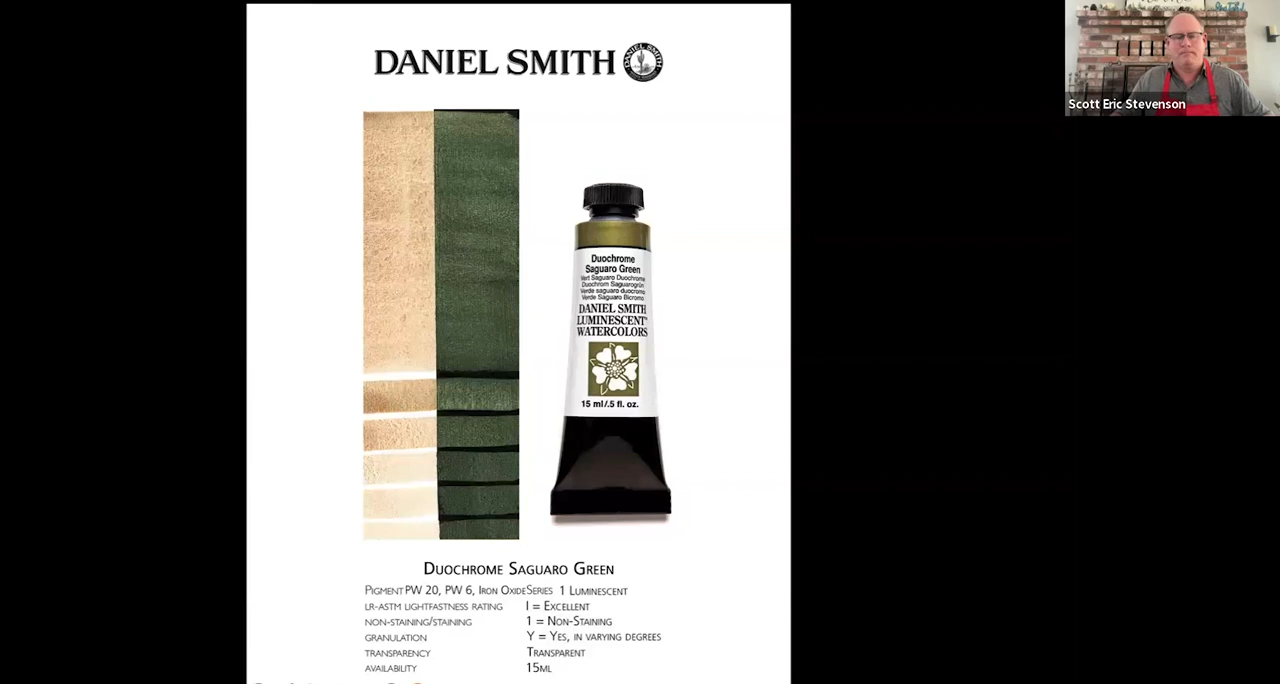 DANIEL SMITH
DANIEL SMITH
Scott Eric Stevenson
Duochrome
Saguaro Green
Vert Saguaro Duochrome
Duochrom Saguarogrün
Verde saguaro duocromo
Verde Saguaro Bicromo
DANIEL SMITH
LUMINESCENT™
WATERCOLORS
15 ml/.5 fl. oz.
DUOCHROME SAGUARO GREEN
PIGMENT PW 20, PW 6, IRON OXIDE SERIES 1 LUMINESCENT
LR-ASTM LIGHTFASTNESS RATING I = EXCELLENT
NON-STAINING/STAINING 1 = NON-STAINING
GRANULATION Y = YES, IN VARYING DEGREES
TRANSPARENCY TRANSPARENT
AVAILABILITY 15ML